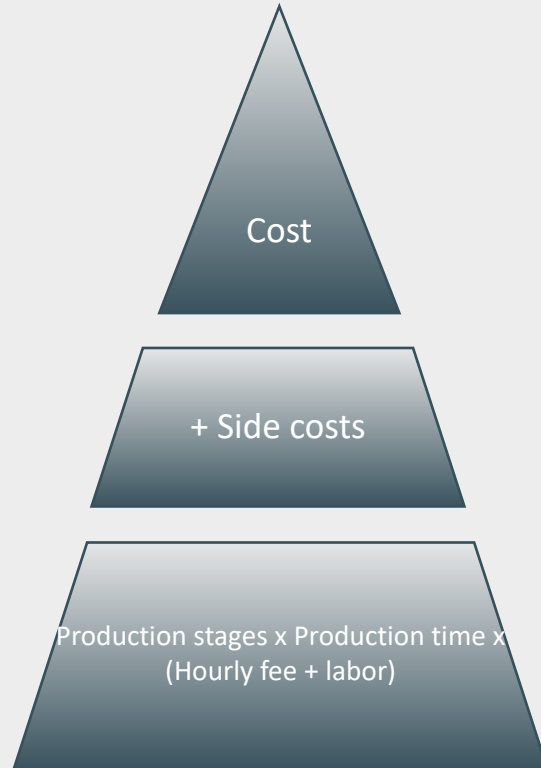 Cost
+ Side costs
Production stages x Production time x
(Hourly fee + labor)